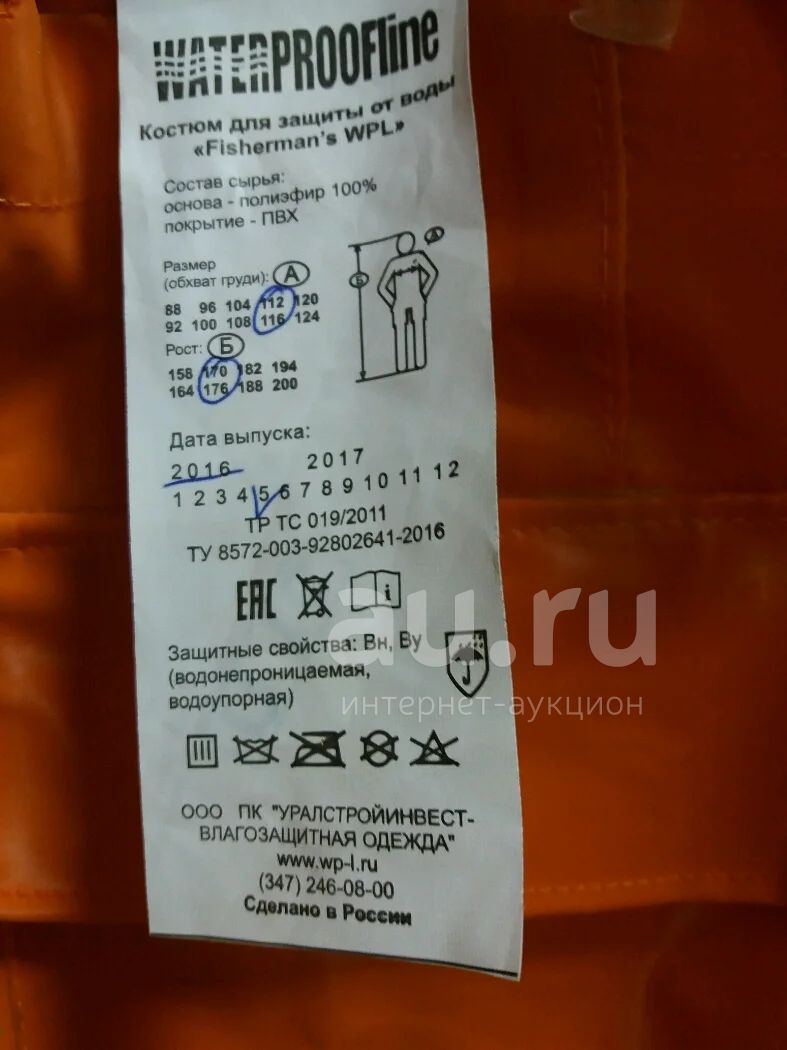 WATERPROOFline
Костюм для защиты от воды
«Fisherman's WPL»
Состав сырья:
основа - полиэфир 100%
покрытие - ПВХ
Размер
(обхват груди): А
88 96 104 112 120
92 100 108 116 124
Рост: Б
158 170 182 194
164 176 188 200
А
Б
Дата выпуска:
2016 2017
1 2 3 4 5 6 7 8 9 10 11 12
ТР ТС 019/2011
ТУ 8572-003-92802641-2016
EAC
i
au.ru
интернет-аукцион
Защитные свойства: Вн, Ву
(водонепроницаемая,
водоупорная)
ООО ПК "УРАЛСТРОЙИНВЕСТ-
ВЛАГОЗАЩИТНАЯ ОДЕЖДА"
www.wp-l.ru
(347) 246-08-00
Сделано в России